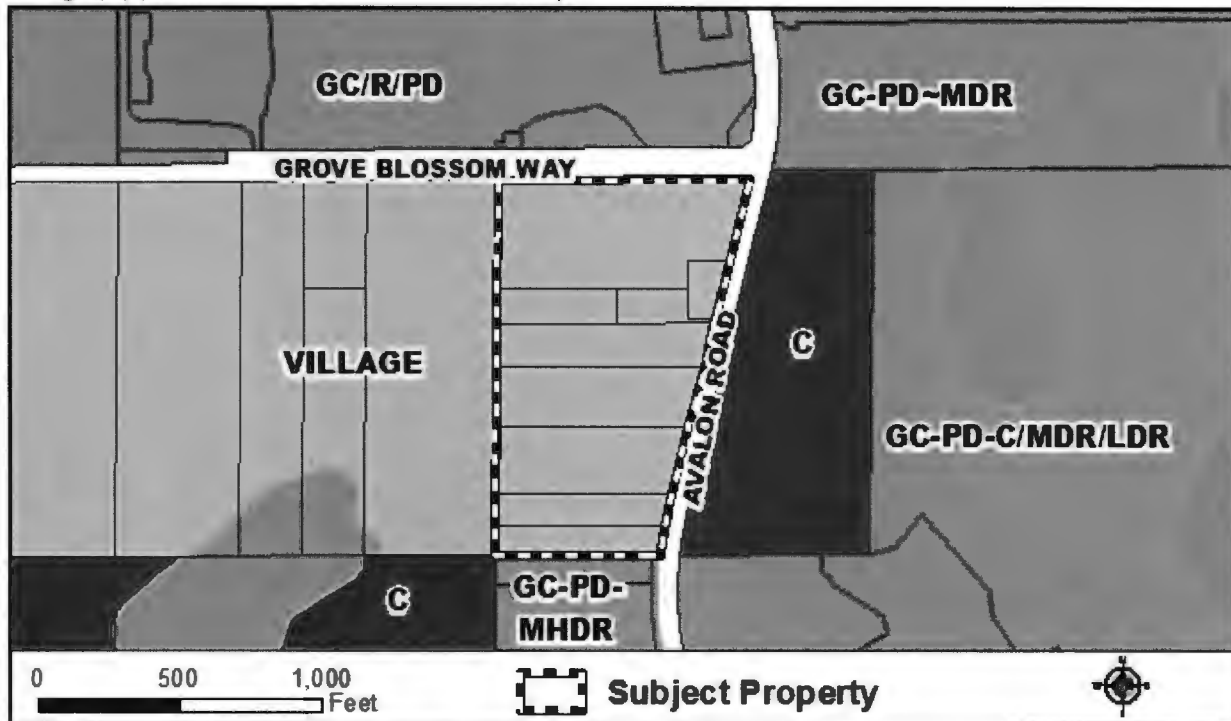 GC/R/PD
GC-PD~MDR
GROVE BLOSSOM WAY
VILLAGE
AVALON ROAD
C
GC-PD-C/MDR/LDR
C
GC-PD-
MHDR
0 500 1,000
Feet
Subject Property